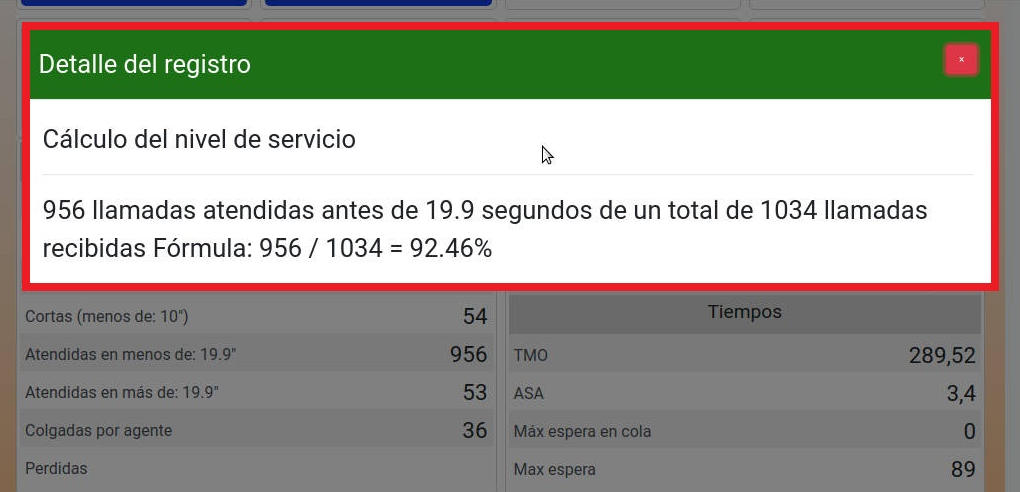 Detalle del registro
×
Cálculo del nivel de servicio
956 llamadas atendidas antes de 19.9 segundos de un total de 1034 llamadas
recibidas Fórmula: 956 / 1034 = 92.46%
Cortas (menos de: 10") 54
Atendidas en menos de: 19.9" 956
Atendidas en más de: 19.9" 53
Colgadas por agente 36
Perdidas
Tiempos
TMO 289,52
ASA 3,4
Máx espera en cola 0
Max espera 89